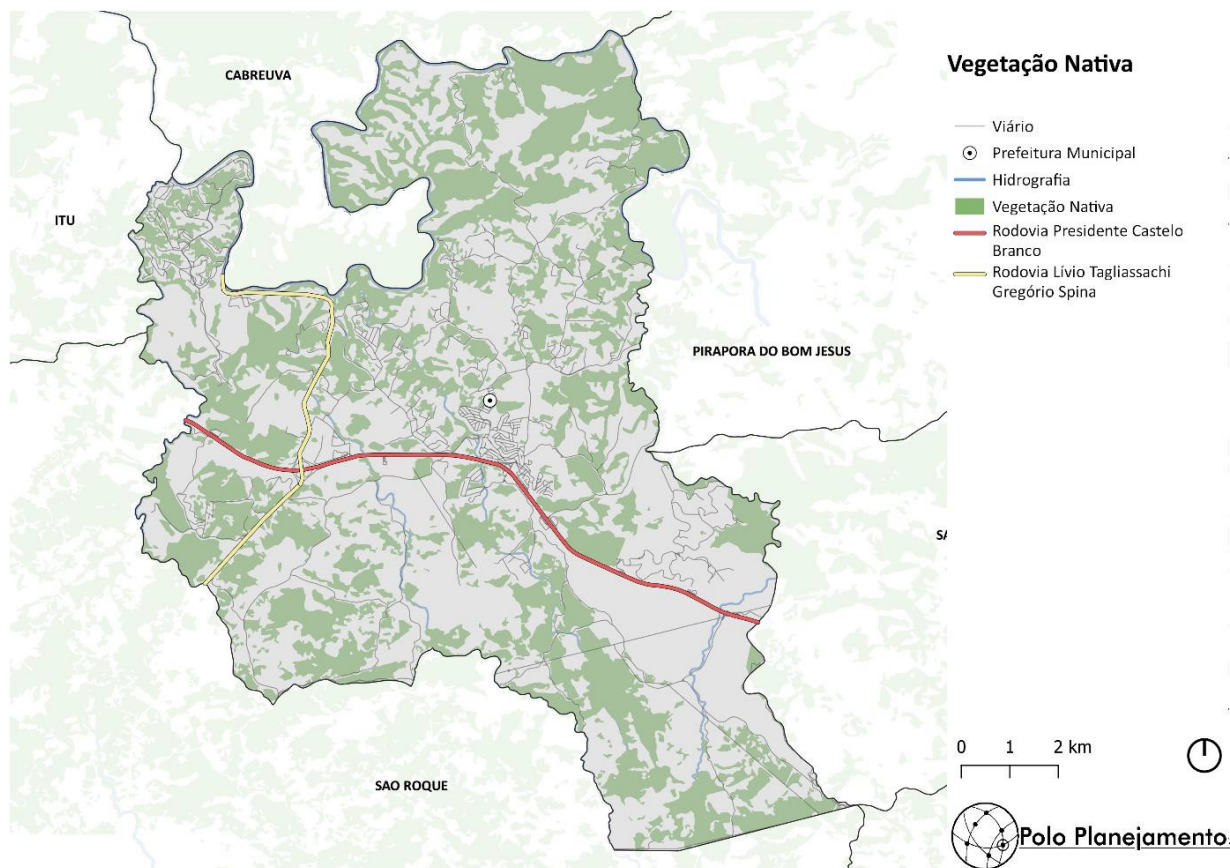 Vegetação Nativa
Viário
Prefeitura Municipal
Hidrografia
Vegetação Nativa
Rodovia Presidente Castelo
Branco
Rodovia Lívio Tagliassachi
Gregório Spina
CABREUVA
ITU
PIRAPORA DO BOM JESUS
SA
SAO ROQUE
0 1 2 km
Polo Planejamento